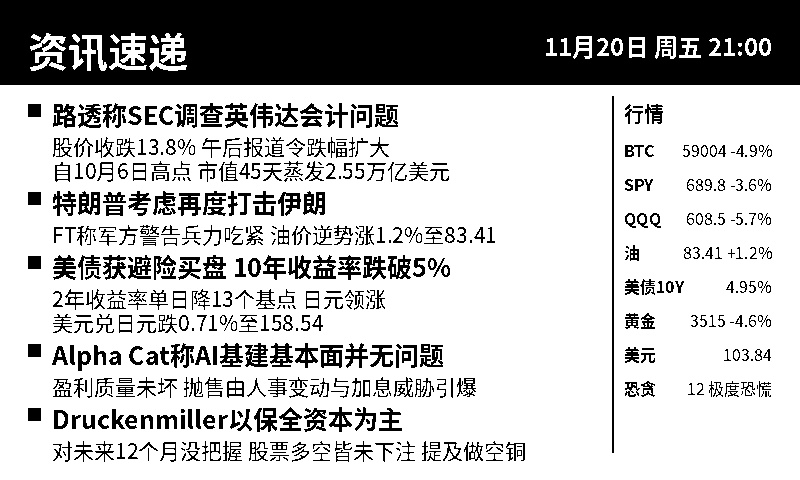 资讯速递
11月20日 周五 21:00
路透称SEC调查英伟达会计问题
股价收跌13.8% 午后报道令跌幅扩大
自10月6日高点 市值45天蒸发2.55万亿美元
特朗普考虑再度打击伊朗
FT称军方警告兵力吃紧 油价逆势涨1.2%至83.41
美债获避险买盘 10年收益率跌破5%
2年收益率单日降13个基点 日元领涨
美元兑日元跌0.71%至158.54
Alpha Cat称AI基建基本面并无问题
盈利质量未坏 抛售由人事变动与加息威胁引爆
Druckenmiller以保全资本为主
对未来12个月没把握 股票多空皆未下注 提及做空铜
行情
BTC 59004 -4.9%
SPY 689.8 -3.6%
QQQ 608.5 -5.7%
油 83.41 +1.2%
美债10Y 4.95%
黄金 3515 -4.6%
美元 103.84
恐贪 12 极度恐慌